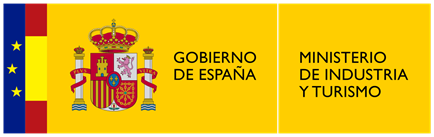 GOBIERNO
DE ESPAÑA
MINISTERIO
DE INDUSTRIA
Y TURISMO